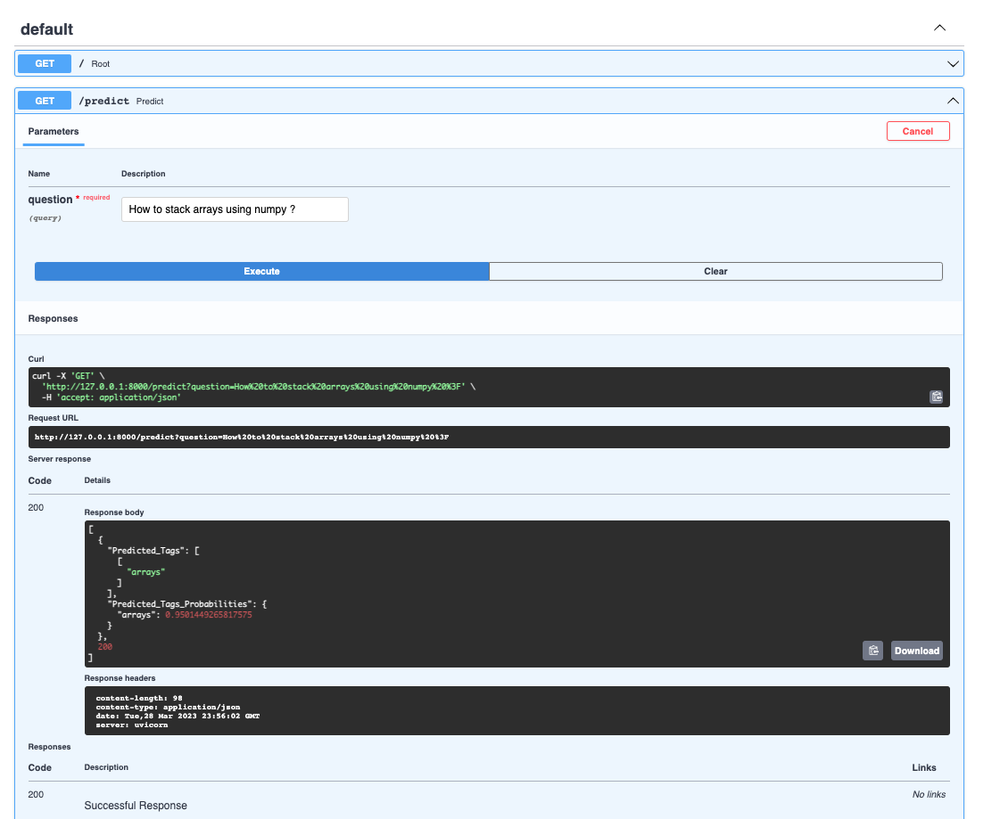 default
GET / Root
GET /predict Predict
Parameters Cancel
Name Description
question * required How to stack arrays using numpy ?
(query)
Execute Clear
Responses
Curl
curl -X 'GET' \
'http://127.0.0.1:8000/predict?question=How%20to%20stack%20arrays%20using%20numpy%20%3F' \
-H 'accept: application/json'
Request URL
http://127.0.0.1:8000/predict?question=How%20to%20stack%20arrays%20using%20numpy%20%3F
Server response
Code Details
200
Response body
[
{
"Predicted_Tags": [
[
"arrays"
]
],
"Predicted_Tags_Probabilities": {
"arrays": 0.9501449265817575
}
},
200
]
Download
Response headers
content-length: 98
content-type: application/json
date: Tue,28 Mar 2023 23:56:02 GMT
server: uvicorn
Responses
Code Description Links
200 No links
Successful Response